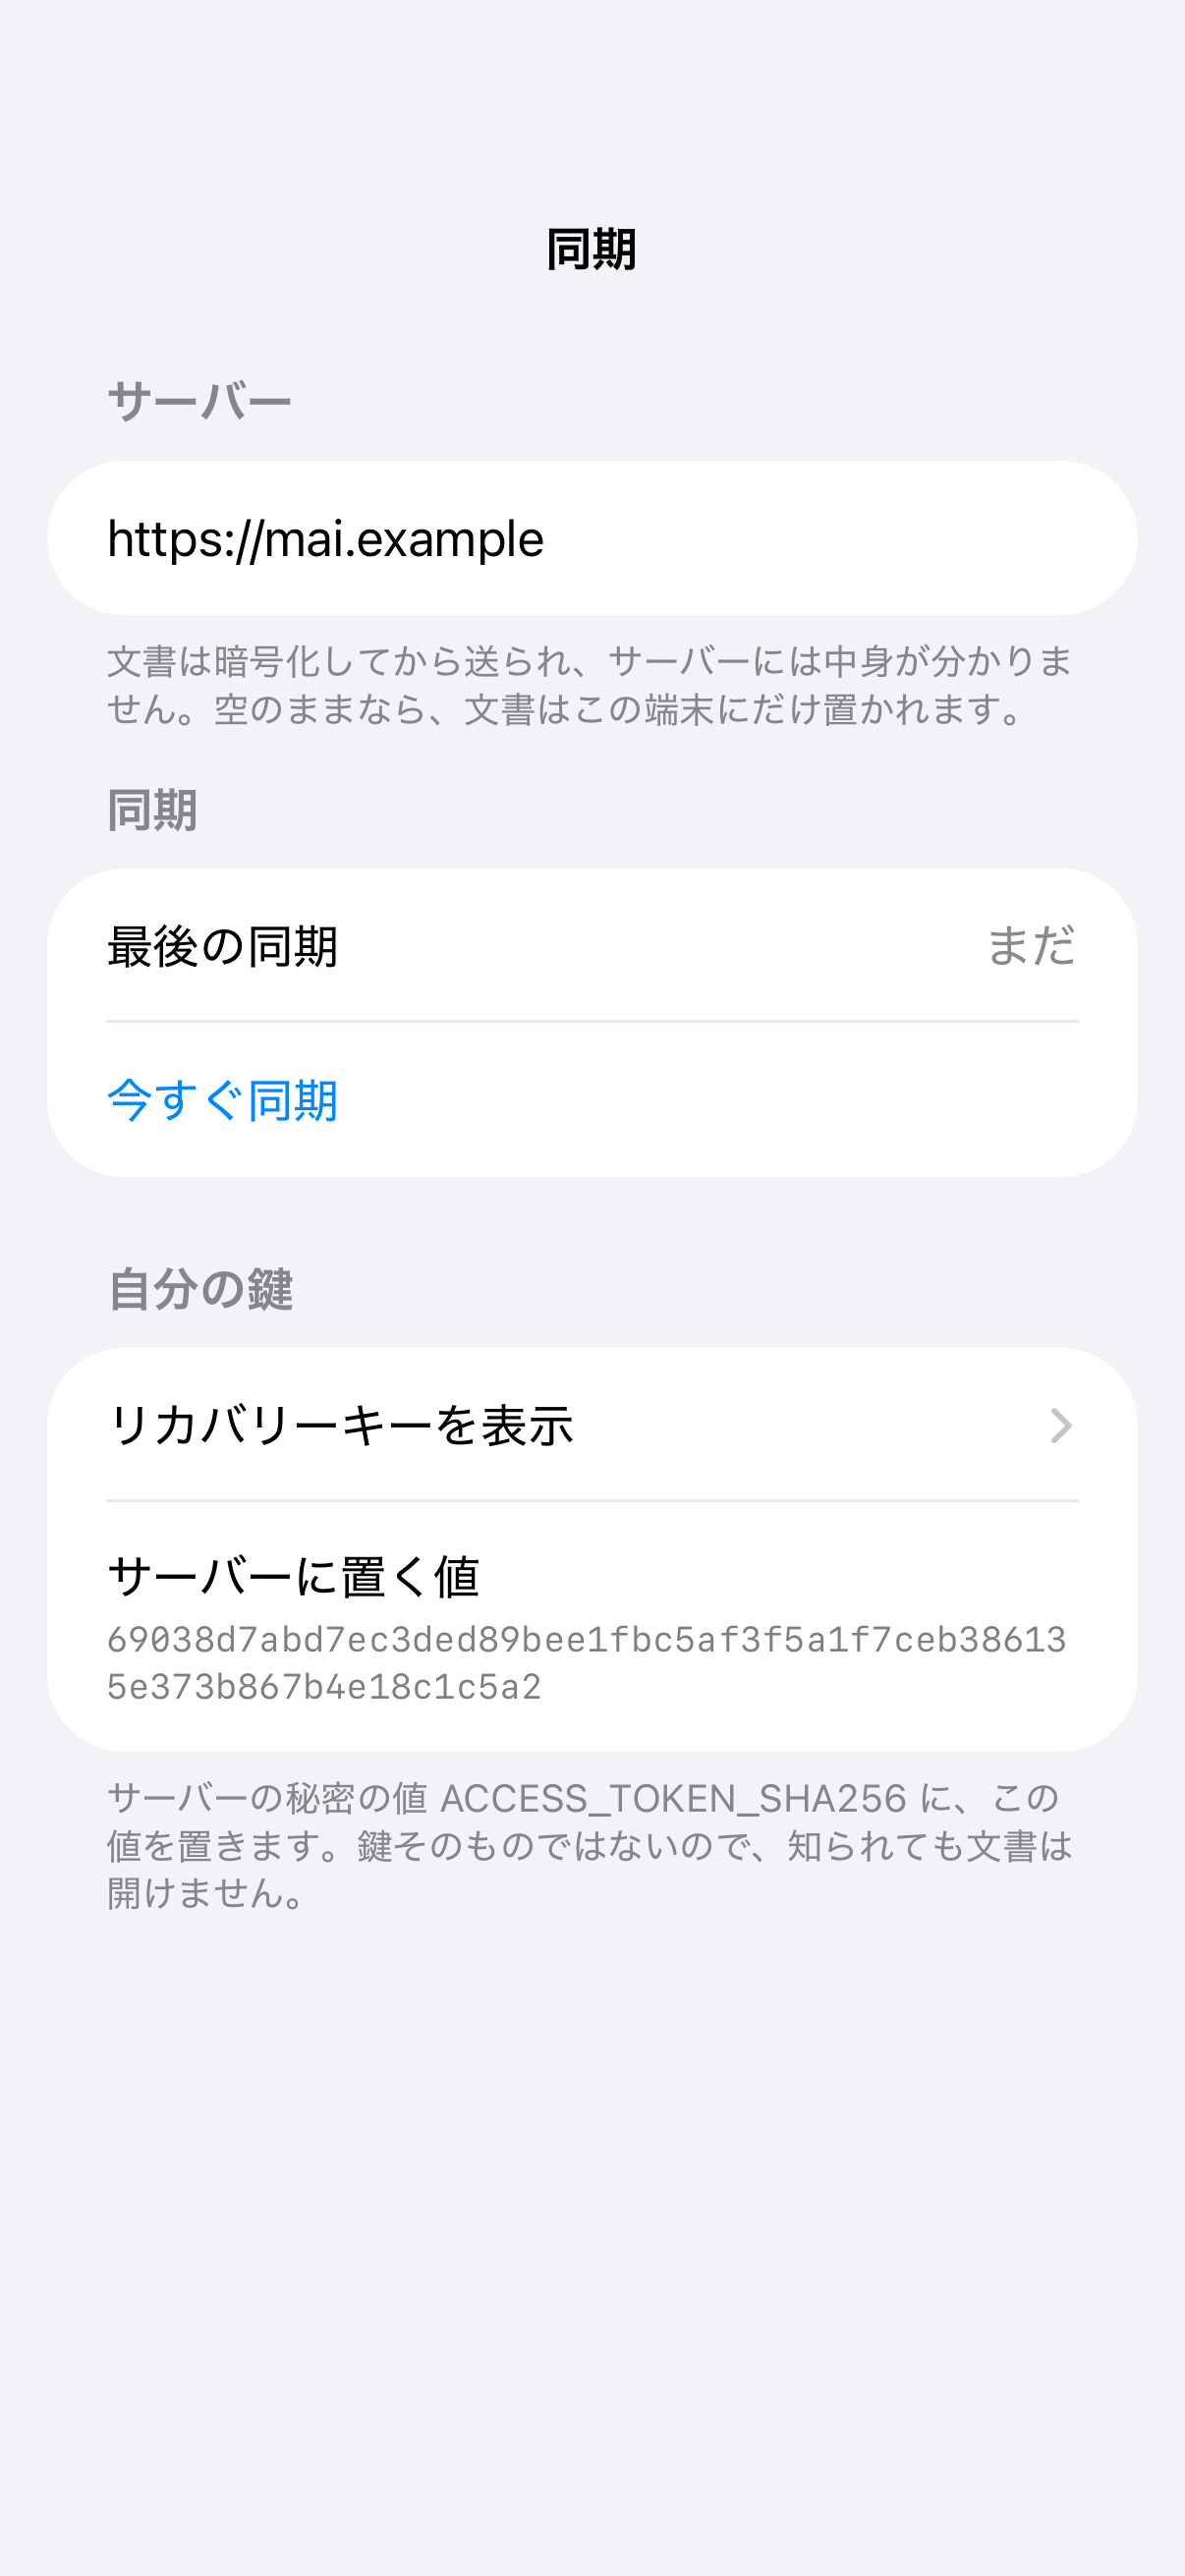 同期
サーバー
https://mai.example
文書は暗号化してから送られ、サーバーには中身が分かりま
せん。空のままなら、文書はこの端末にだけ置かれます。
同期
最後の同期 まだ
今すぐ同期
自分の鍵
リカバリーキーを表示
サーバーに置く値
69038d7abd7ec3ded89bee1fbc5af3f5a1f7ceb38613
5e373b867b4e18c1c5a2
サーバーの秘密の値 ACCESS_TOKEN_SHA256 に、この
値を置きます。鍵そのものではないので、知られても文書は
開けません。